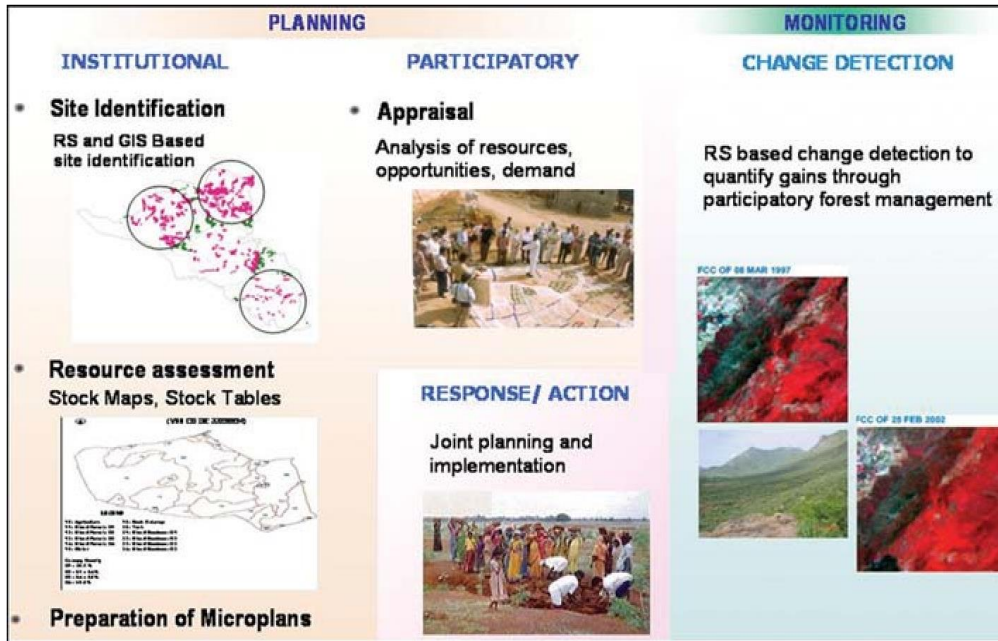 PLANNING
INSTITUTIONAL
• Site Identification
RS and GIS Based
site identification
• Resource assessment
Stock Maps, Stock Tables
• Preparation of Microplans
PARTICIPATORY
• Appraisal
Analysis of resources,
opportunities, demand
RESPONSE/ ACTION
Joint planning and
implementation
MONITORING
CHANGE DETECTION
RS based change detection to
quantify gains through
participatory forest management
FCC OF 08 MAR 1997
FCC OF 25 FEB 2002